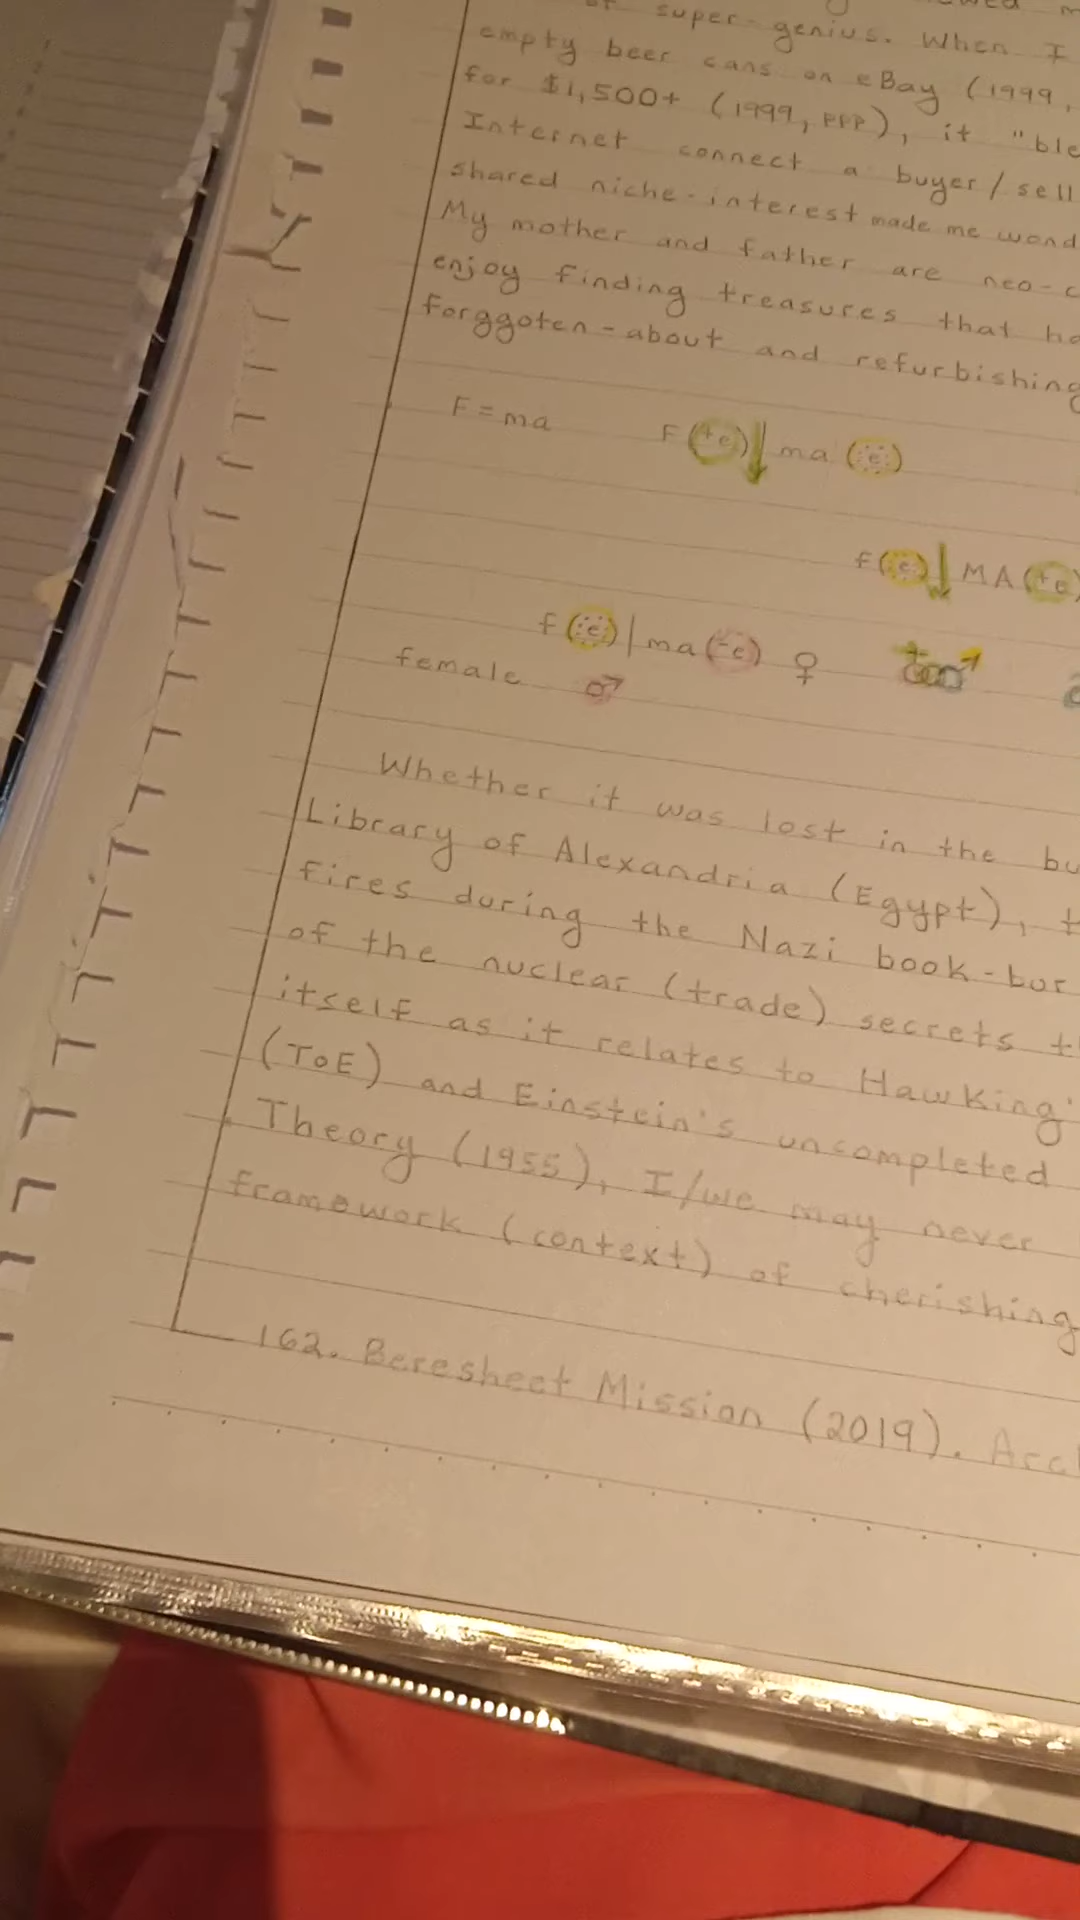 super-genius. When I
empty beer cans on eBay (1999,
for $1,500+ (1999, PPP), it "ble
Internet connect a buyer/sell
shared niche-interest made me wond
My mother and father are neo-c
enjoy finding treasures that ha
forggoten-about and refurbishing
F=ma F(+e)↓ma(ë)
f(ë)↓MA(+e)
f(ë)|ma(-e) ♀
female ♂
Whether it was lost in the bu
Library of Alexandria (Egypt), t
fires during the Nazi book-bur
of the nuclear (trade) secrets t
itself as it relates to Hawking'
(ToE) and Einstein's uncompleted
Theory (1955), I/we may never
framework (context) of cherishing
162. Beresheet Mission (2019). Acc